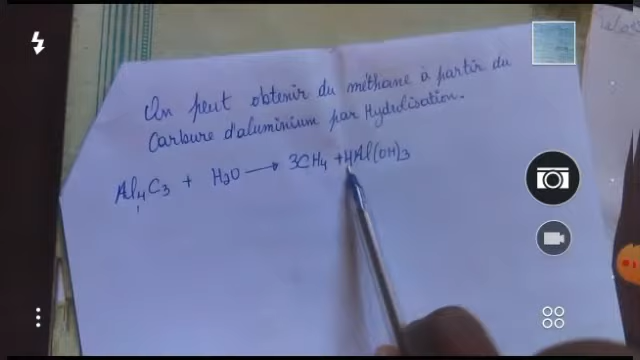 On peut obtenir du méthane à partir du
Carbure d'aluminium par Hydrolisation.
Al4C3 + H2O → 3CH4 + 4Al(OH)3